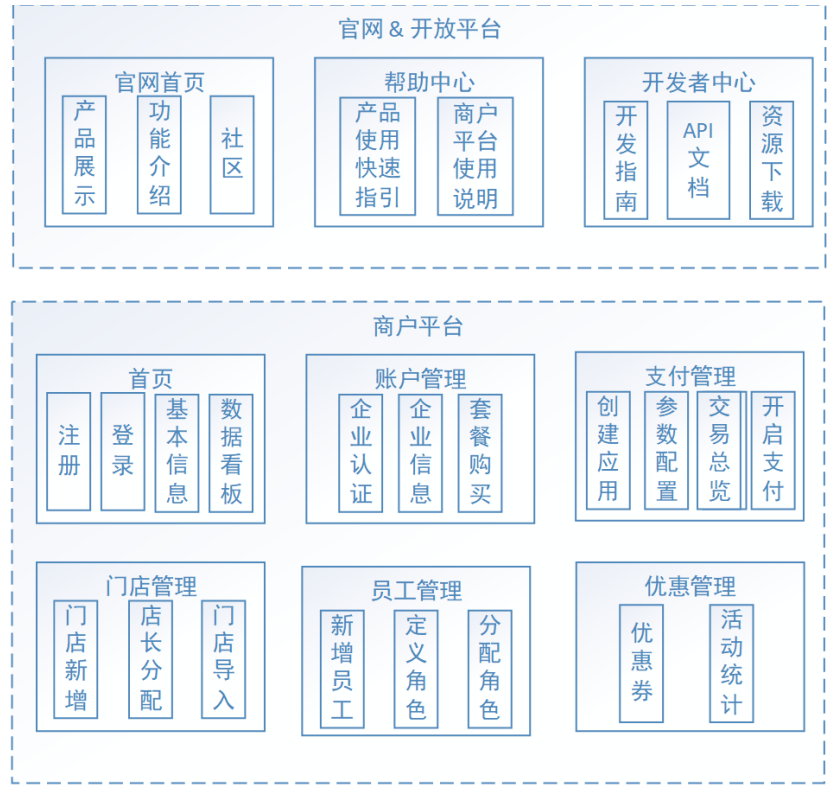 官网 & 开放平台
官网首页
产品展示
功能介绍
社区
帮助中心
产品
使用
快速
指引
商户
平台
使用
说明
开发者中心
开发指南
API
文
档
资源下载
商户平台
首页
注册
登录
基本信息
数据看板
账户管理
企业认证
企业信息
套餐购买
支付管理
创建应用
参数配置
交易总览
开启支付
门店管理
门店新增
店长分配
门店导入
员工管理
新增员工
定义角色
分配角色
优惠管理
优惠券
活动统计